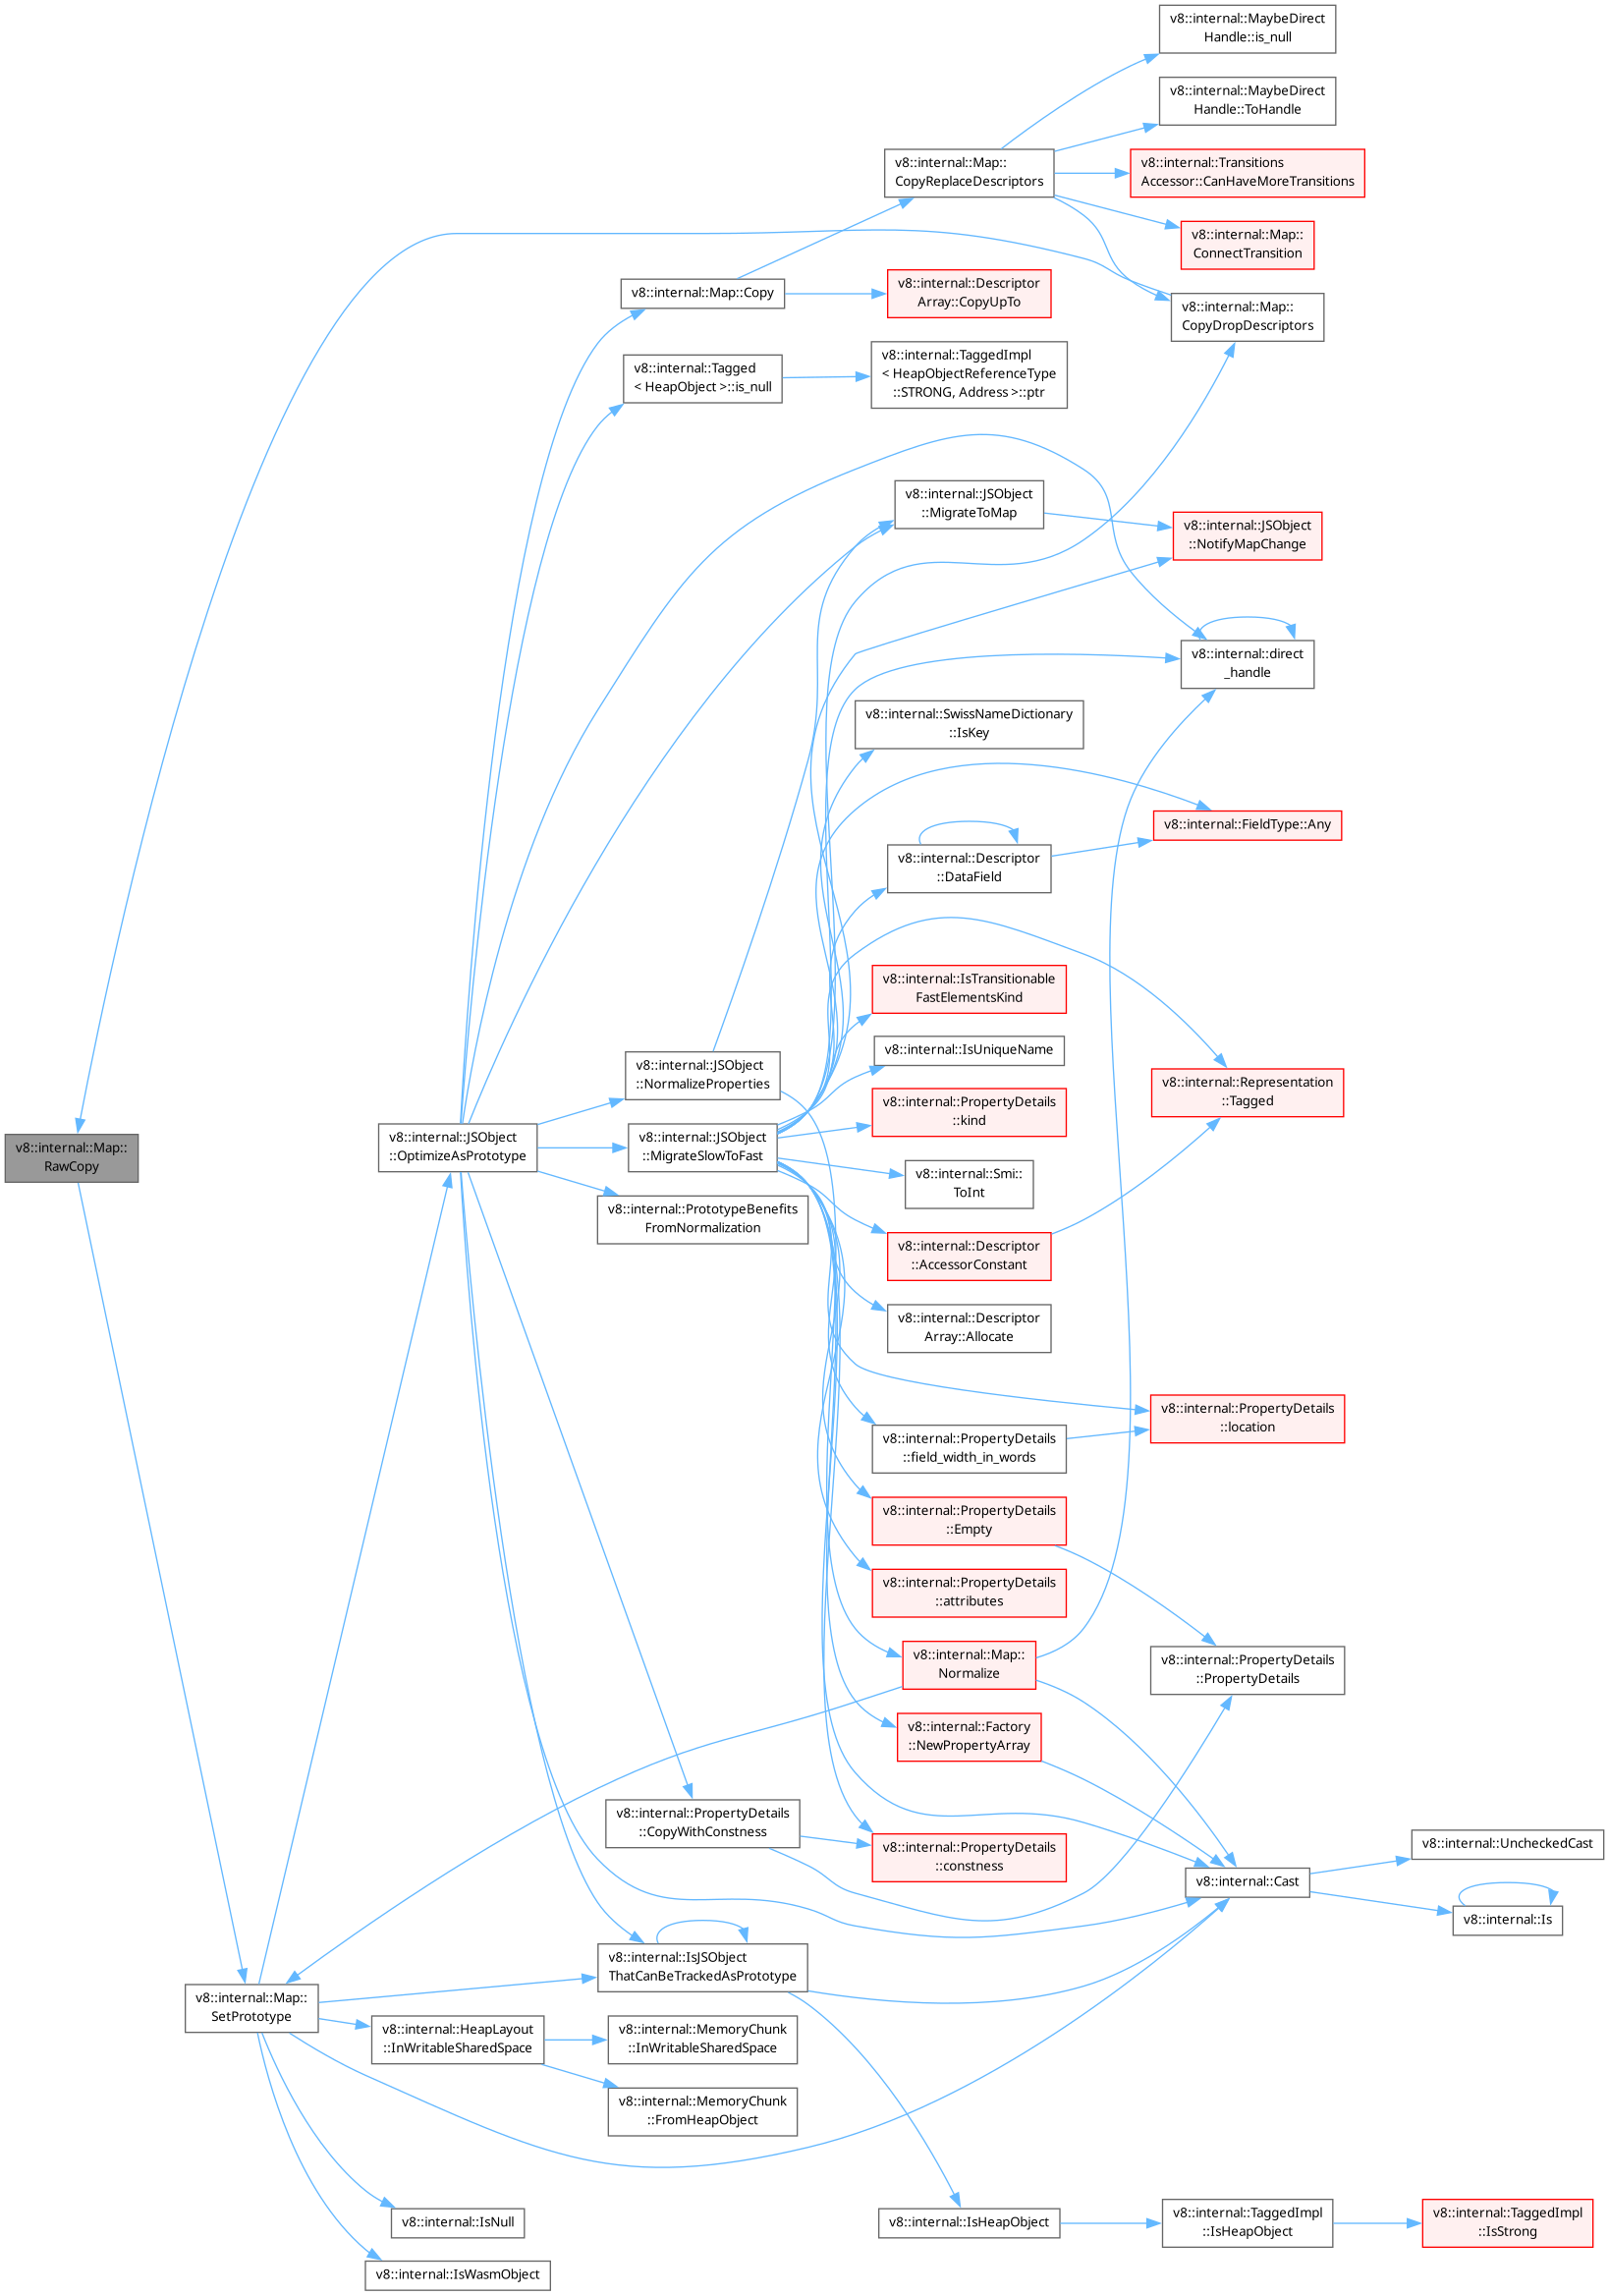 v8::internal::MaybeDirect
Handle::is_null
v8::internal::MaybeDirect
Handle::ToHandle
v8::internal::Map::
CopyReplaceDescriptors
v8::internal::Transitions
Accessor::CanHaveMoreTransitions
v8::internal::Map::
ConnectTransition
v8::internal::Map::Copy
v8::internal::Descriptor
Array::CopyUpTo
v8::internal::Map::
CopyDropDescriptors
v8::internal::Tagged
< HeapObject >::is_null
v8::internal::TaggedImpl
< HeapObjectReferenceType
::STRONG, Address >::ptr
v8::internal::JSObject
::MigrateToMap
v8::internal::JSObject
::NotifyMapChange
v8::internal::direct
_handle
v8::internal::SwissNameDictionary
::IsKey
v8::internal::FieldType::Any
v8::internal::Descriptor
::DataField
v8::internal::IsTransitionable
FastElementsKind
v8::internal::IsUniqueName
v8::internal::JSObject
::NormalizeProperties
v8::internal::Representation
::Tagged
v8::internal::PropertyDetails
::kind
v8::internal::Map::
RawCopy
v8::internal::JSObject
::OptimizeAsPrototype
v8::internal::JSObject
::MigrateSlowToFast
v8::internal::Smi::
ToInt
v8::internal::PrototypeBenefits
FromNormalization
v8::internal::Descriptor
::AccessorConstant
v8::internal::Descriptor
Array::Allocate
v8::internal::PropertyDetails
::location
v8::internal::PropertyDetails
::field_width_in_words
v8::internal::PropertyDetails
::Empty
v8::internal::PropertyDetails
::attributes
v8::internal::Map::
Normalize
v8::internal::PropertyDetails
::PropertyDetails
v8::internal::Factory
::NewPropertyArray
v8::internal::PropertyDetails
::CopyWithConstness
v8::internal::PropertyDetails
::constness
v8::internal::UncheckedCast
v8::internal::Cast
v8::internal::Is
v8::internal::IsJSObject
ThatCanBeTrackedAsPrototype
v8::internal::Map::
SetPrototype
v8::internal::HeapLayout
::InWritableSharedSpace
v8::internal::MemoryChunk
::InWritableSharedSpace
v8::internal::MemoryChunk
::FromHeapObject
v8::internal::IsNull
v8::internal::IsHeapObject
v8::internal::TaggedImpl
::IsHeapObject
v8::internal::TaggedImpl
::IsStrong
v8::internal::IsWasmObject